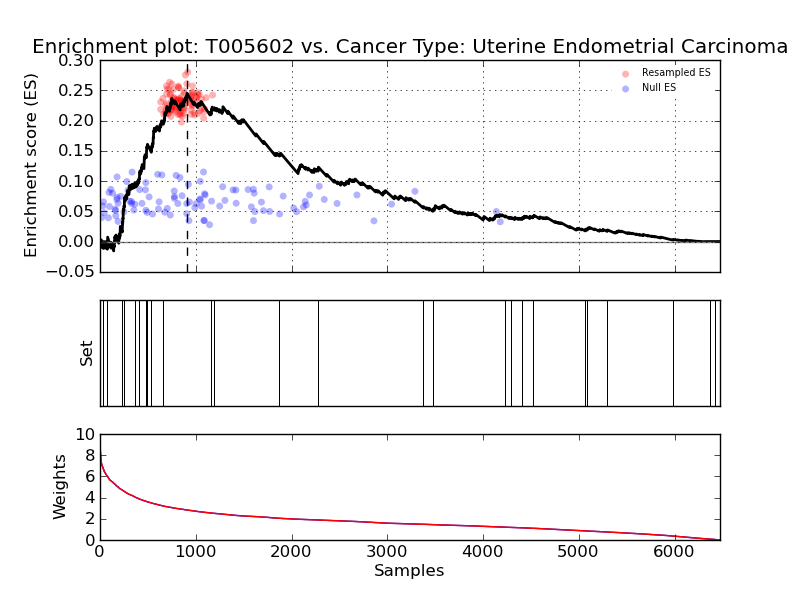 Enrichment plot: T005602 vs. Cancer Type: Uterine Endometrial Carcinoma
Enrichment score (ES)
0.30
0.25
0.20
0.15
0.10
0.05
0.00
−0.05
Resampled ES
Null ES
Set
Weights
10
8
6
4
2
0
0 1000 2000 3000 4000 5000 6000
Samples